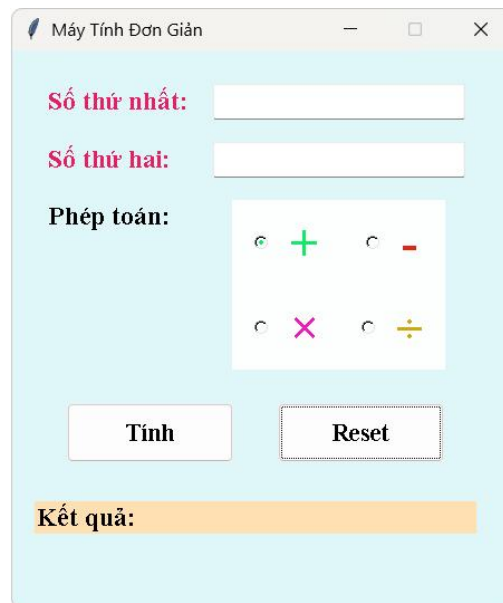 Máy Tính Đơn Giản
Số thứ nhất:
Số thứ hai:
Phép toán:
+ -
× ÷
Tính Reset
Kết quả: